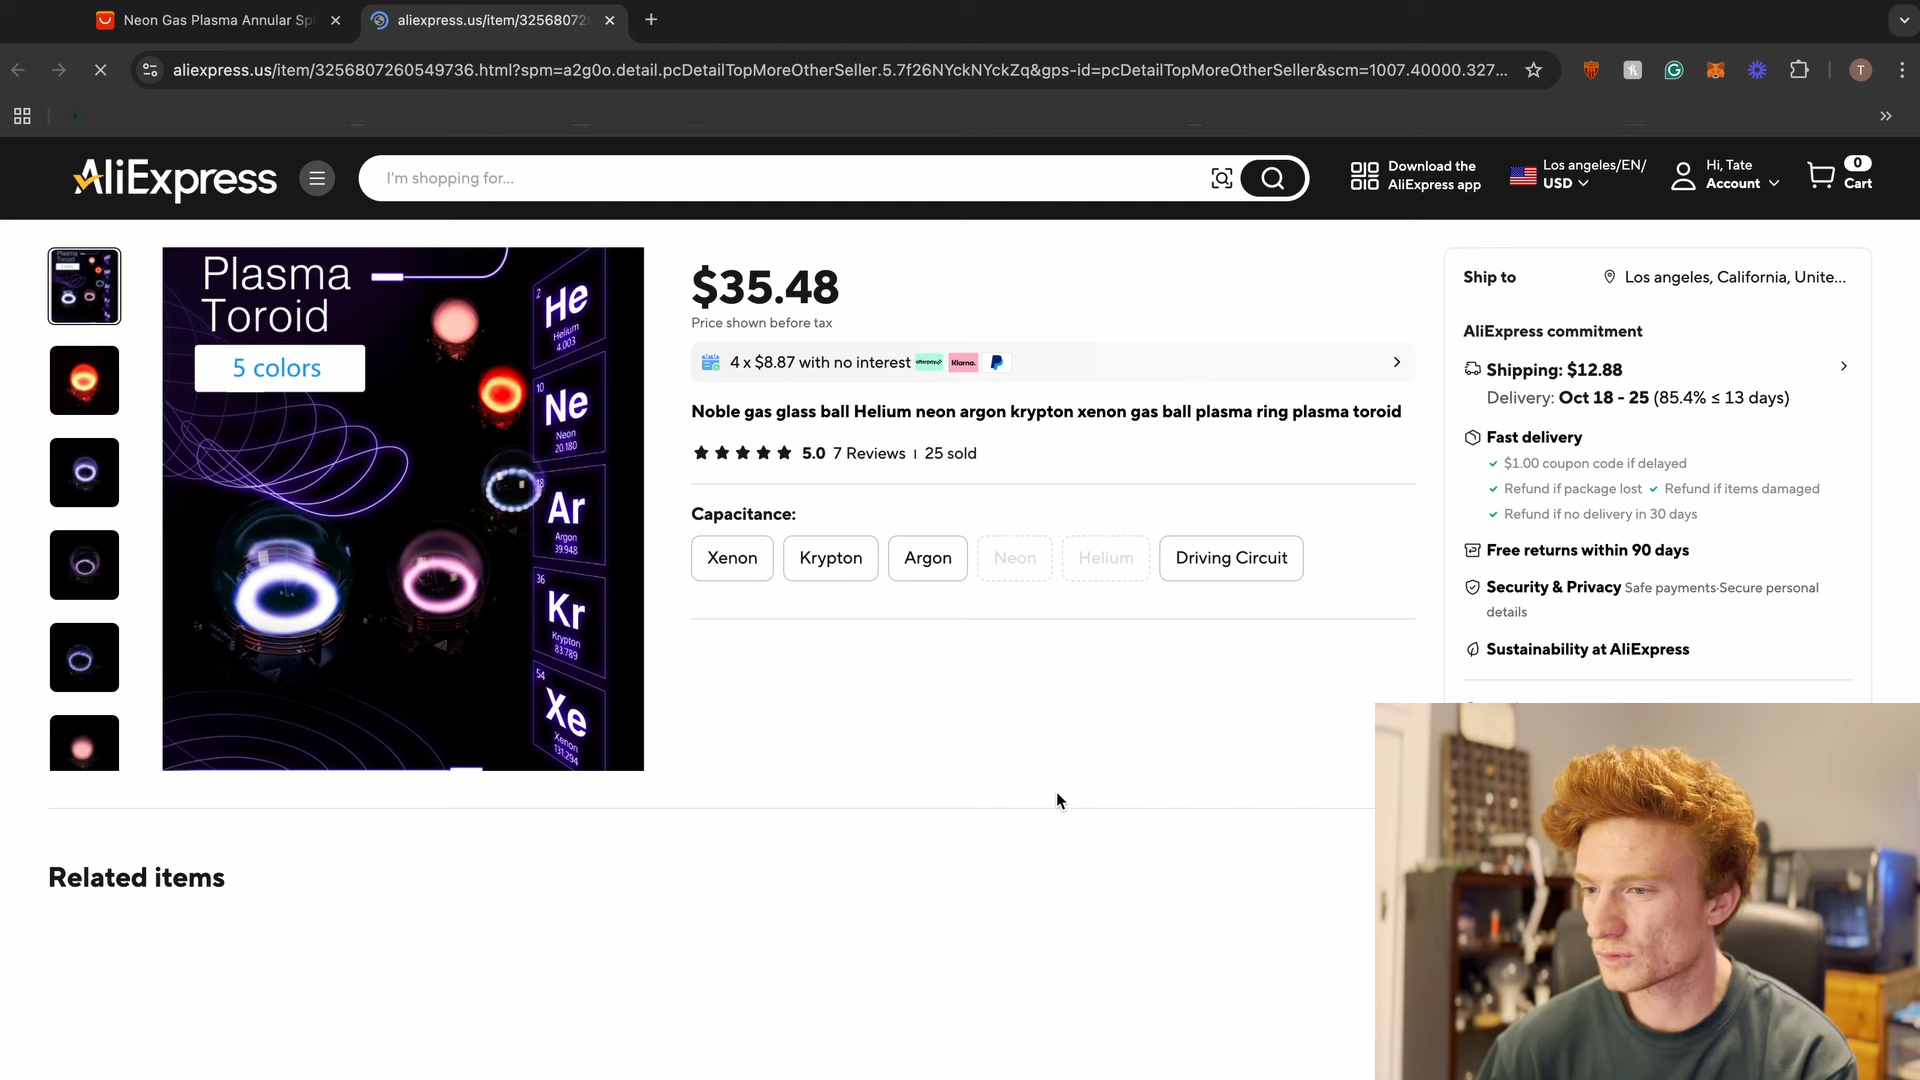 Neon Gas Plasma Annular Sp
aliexpress.us/item/32568072
aliexpress.us/item/3256807260549736.html?spm=a2g0o.detail.pcDetailTopMoreOtherSeller.5.7f26NYckNYckZq&gps-id=pcDetailTopMoreOtherSeller&scm=1007.40000.327...
T
AliExpress
I'm shopping for...
Download the
AliExpress app
Los angeles/EN/
USD
Hi, Tate
Account
0
Cart
Plasma
Toroid
5 colors
2
He
Helium
4.003
10
Ne
Neon
20.180
18
Ar
Argon
39.948
36
Kr
Krypton
83.789
54
Xe
Xenon
131.294
$35.48
Price shown before tax
4 x $8.87 with no interest afterpay Klarna.
Noble gas glass ball Helium neon argon krypton xenon gas ball plasma ring plasma toroid
5.0 7 Reviews | 25 sold
Capacitance:
Xenon Krypton Argon Neon Helium Driving Circuit
Ship to Los angeles, California, Unite...
AliExpress commitment
Shipping: $12.88
Delivery: Oct 18 - 25 (85.4% ≤ 13 days)
Fast delivery
$1.00 coupon code if delayed
Refund if package lost Refund if items damaged
Refund if no delivery in 30 days
Free returns within 90 days
Security & Privacy Safe payments·Secure personal
details
Sustainability at AliExpress
Related items